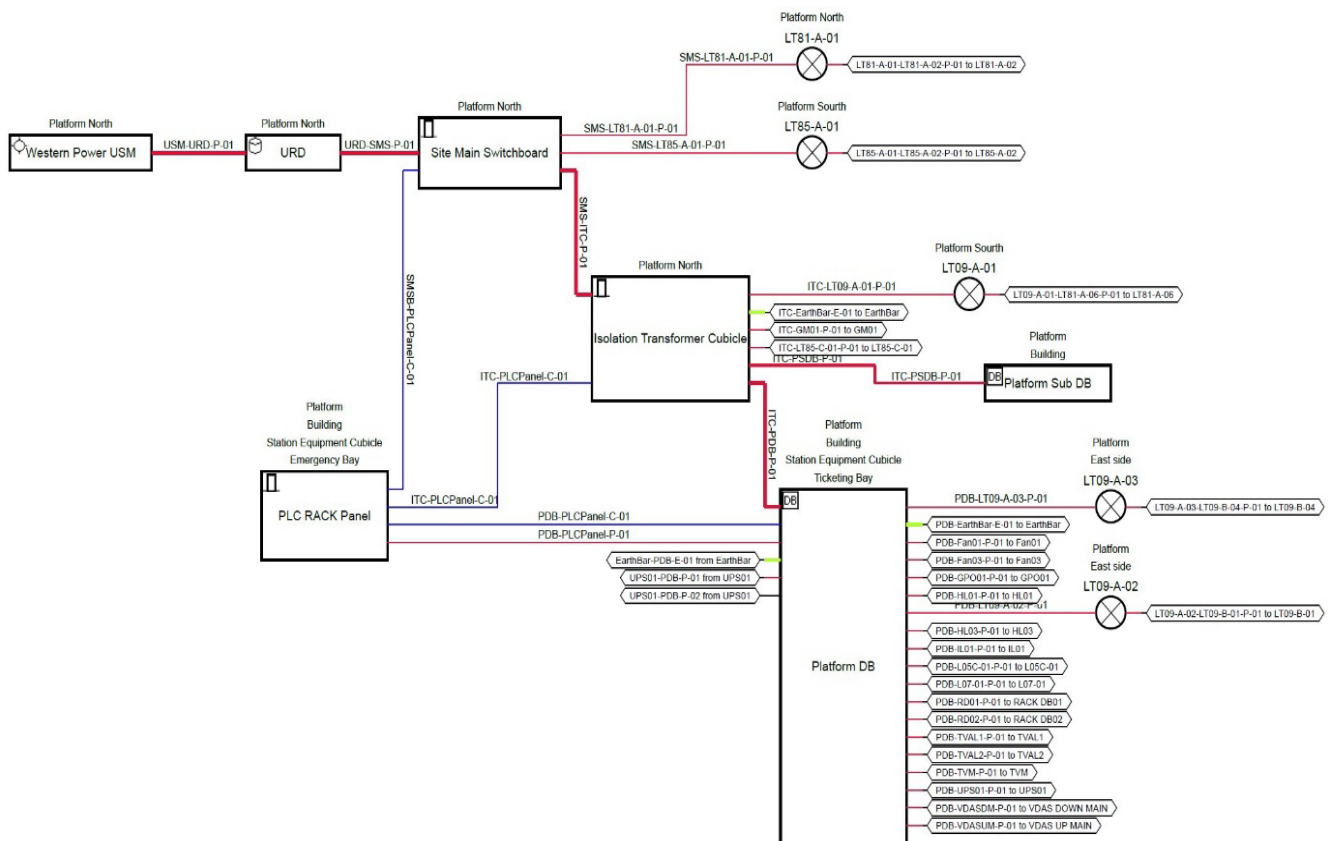 Platform North
LT81-A-01
SMS-LT81-A-01-P-01
LT81-A-01-LT81-A-02-P-01 to LT81-A-02
Platform Sourth
LT85-A-01
SMS-LT81-A-01-P-01
SMS-LT85-A-01-P-01
LT85-A-01-LT85-A-02-P-01 to LT85-A-02
Platform North
Western Power USM
USM-URD-P-01
Platform North
URD
URD-SMS-P-01
Platform North
Site Main Switchboard
SMS-ITC-P-01
SMSB-PLCPanel-C-01
Platform North
Isolation Transformer Cubicle
Platform Sourth
LT09-A-01
ITC-LT09-A-01-P-01
LT09-A-01-LT81-A-06-P-01 to LT81-A-06
ITC-EarthBar-E-01 to EarthBar
ITC-GM01-P-01 to GM01
ITC-LT85-C-01-P-01 to LT85-C-01
ITC-PSDB-P-01
ITC-PSDB-P-01
Platform
Building
DB
Platform Sub DB
ITC-PLCPanel-C-01
ITC-PDB-P-01
Platform
Building
Station Equipment Cubicle
Emergency Bay
PLC RACK Panel
ITC-PLCPanel-C-01
PDB-PLCPanel-C-01
PDB-PLCPanel-P-01
EarthBar-PDB-E-01 from EarthBar
UPS01-PDB-P-01 from UPS01
UPS01-PDB-P-02 from UPS01
Platform
Building
Station Equipment Cubicle
Ticketing Bay
DB
Platform DB
Platform
East side
LT09-A-03
PDB-LT09-A-03-P-01
LT09-A-03-LT09-B-04-P-01 to LT09-B-04
PDB-EarthBar-E-01 to EarthBar
PDB-Fan01-P-01 to Fan01
PDB-Fan03-P-01 to Fan03
PDB-GPO01-P-01 to GPO01
PDB-HL01-P-01 to HL01
Platform
East side
LT09-A-02
PDB-LT09-A-02-P-01
LT09-A-02-LT09-B-01-P-01 to LT09-B-01
PDB-HL03-P-01 to HL03
PDB-IL01-P-01 to IL01
PDB-L05C-01-P-01 to L05C-01
PDB-L07-01-P-01 to L07-01
PDB-RD01-P-01 to RACK DB01
PDB-RD02-P-01 to RACK DB02
PDB-TVAL1-P-01 to TVAL1
PDB-TVAL2-P-01 to TVAL2
PDB-TVM-P-01 to TVM
PDB-UPS01-P-01 to UPS01
PDB-VDASDM-P-01 to VDAS DOWN MAIN
PDB-VDASUM-P-01 to VDAS UP MAIN